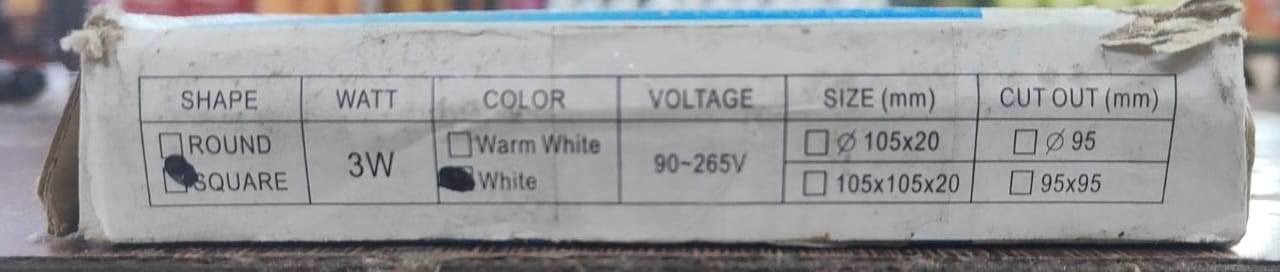 SHAPE WATT COLOR VOLTAGE SIZE (mm) CUT OUT (mm)
ROUND 3W Warm White 90~265V Ø 105x20 Ø 95
SQUARE White 105x105x20 95x95